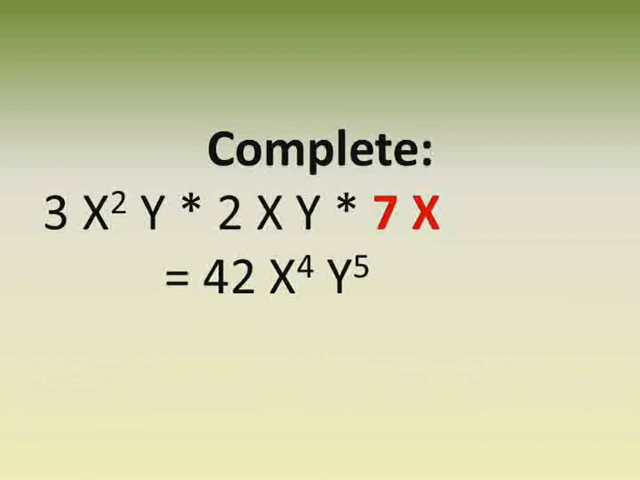 Complete:
3 X² Y * 2 X Y * 7 X
= 42 X⁴ Y⁵